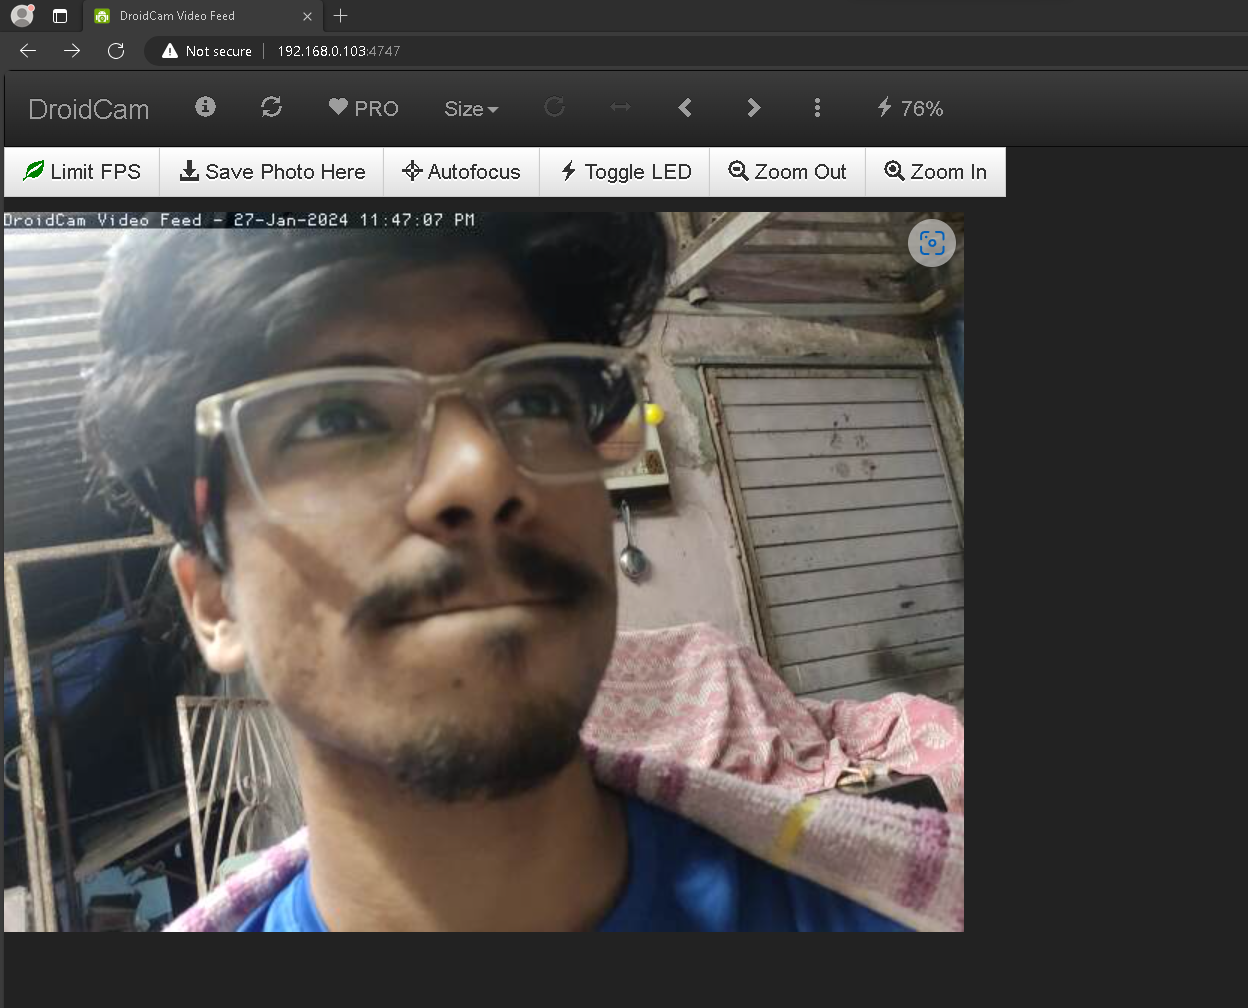 DroidCam Video Feed
Not secure 192.168.0.103:4747
DroidCam PRO Size 76%
Limit FPS Save Photo Here Autofocus Toggle LED Zoom Out Zoom In
DroidCam Video Feed - 27-Jan-2024 11:47:07 PM